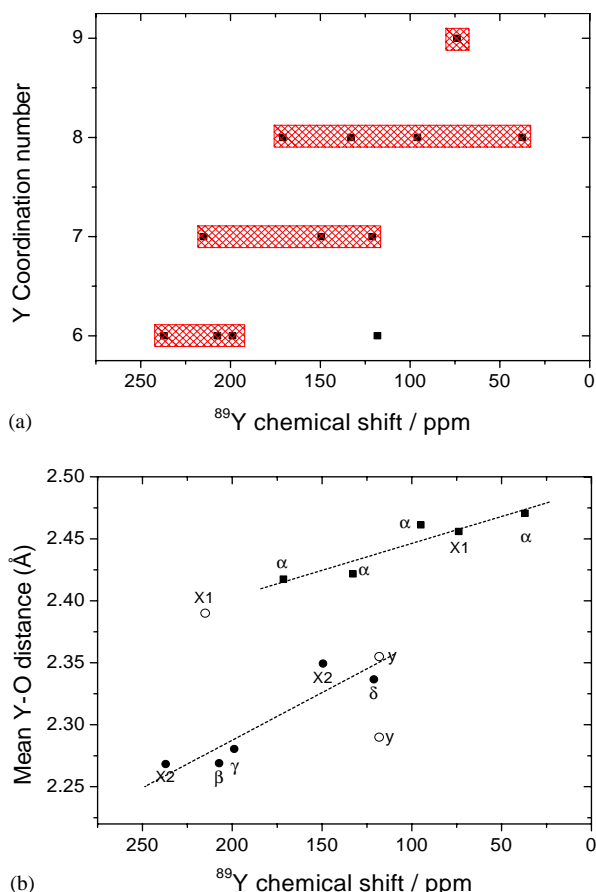 9
8
7
6
Y Coordination number
250 200 150 100 50 0
(a)
⁸⁹Y chemical shift / ppm
2.50
2.45
2.40
2.35
2.30
2.25
Mean Y-O distance (Å)
α
α
X1
α
α
X1
y
X2
δ
y
X2
γ
β
250 200 150 100 50 0
(b)
⁸⁹Y chemical shift / ppm